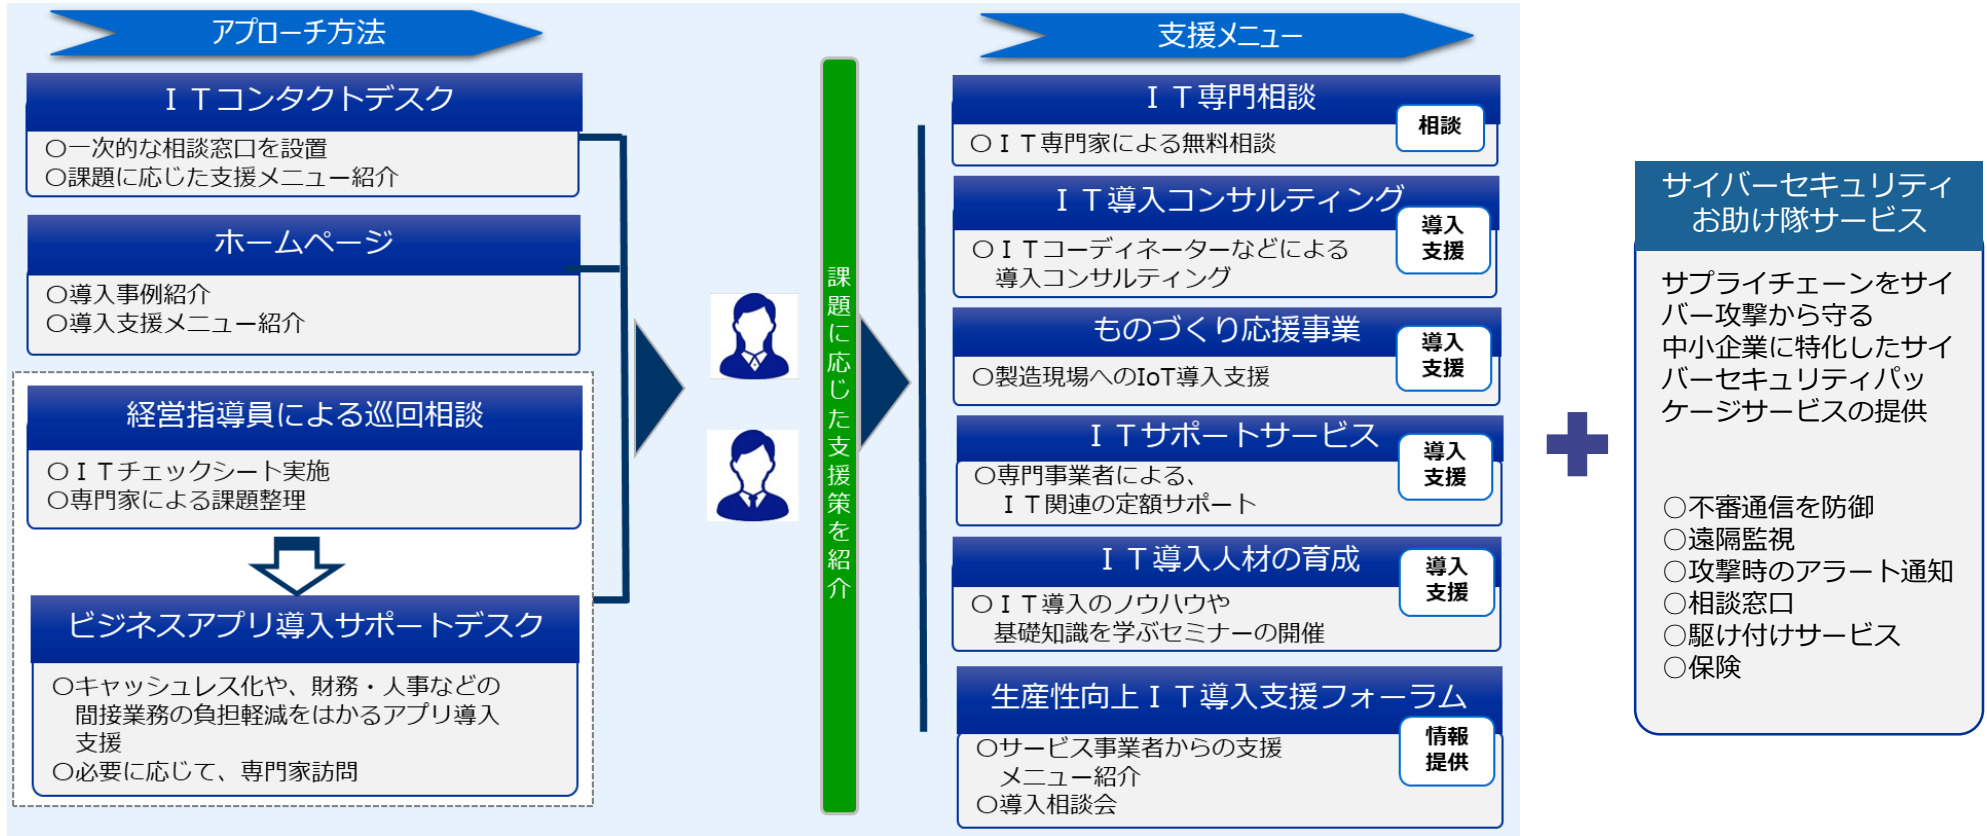 アプローチ方法
ＩＴコンタクトデスク
〇一次的な相談窓口を設置
〇課題に応じた支援メニュー紹介
ホームページ
〇導入事例紹介
〇導入支援メニュー紹介
経営指導員による巡回相談
〇ＩＴチェックシート実施
〇専門家による課題整理
ビジネスアプリ導入サポートデスク
〇キャッシュレス化や、財務・人事などの
間接業務の負担軽減をはかるアプリ導入
支援
〇必要に応じて、専門家訪問
課題に応じた支援策を紹介
支援メニュー
ＩＴ専門相談
相談
〇ＩＴ専門家による無料相談
ＩＴ導入コンサルティング
導入
支援
〇ＩＴコーディネーターなどによる
導入コンサルティング
ものづくり応援事業
導入
支援
〇製造現場へのIoT導入支援
ＩＴサポートサービス
導入
支援
〇専門事業者による、
ＩＴ関連の定額サポート
ＩＴ導入人材の育成
導入
支援
〇ＩＴ導入のノウハウや
基礎知識を学ぶセミナーの開催
生産性向上ＩＴ導入支援フォーラム
情報
提供
〇サービス事業者からの支援
メニュー紹介
〇導入相談会
サイバーセキュリティ
お助け隊サービス
サプライチェーンをサイ
バー攻撃から守る
中小企業に特化したサイ
バーセキュリティパッ
ケージサービスの提供
○不審通信を防御
○遠隔監視
○攻撃時のアラート通知
○相談窓口
○駆け付けサービス
○保険